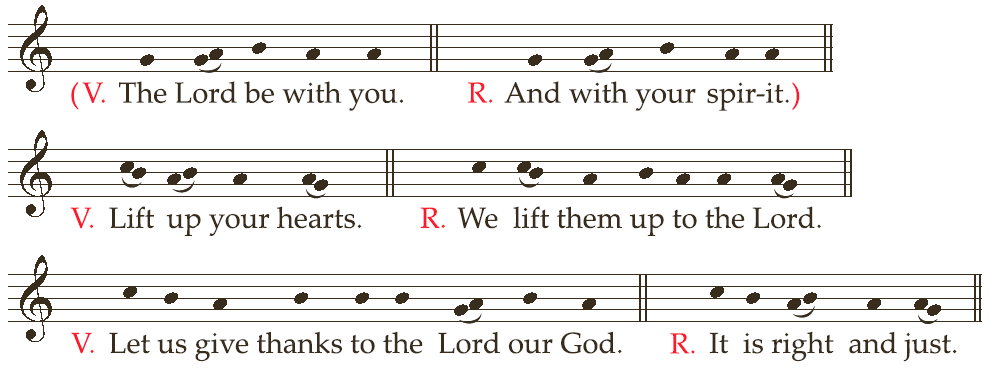 (V. The Lord be with you. R. And with your spir-it.)
V. Lift up your hearts. R. We lift them up to the Lord.
V. Let us give thanks to the Lord our God. R. It is right and just.